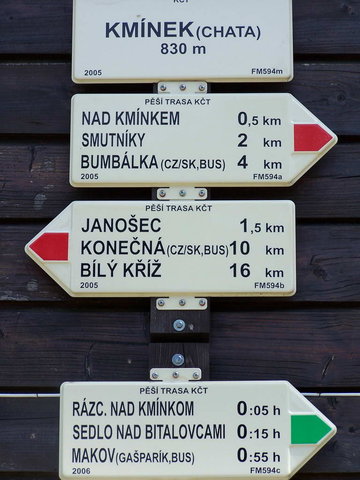 KČT
KMÍNEK (CHATA)
830 m
2005 FM594m
PĚŠÍ TRASA KČT
NAD KMÍNKEM 0,5 km
SMUTNÍKY 2 km
BUMBÁLKA (CZ/SK,BUS) 4 km
2005 FM594a
PĚŠÍ TRASA KČT
JANOŠEC 1,5 km
KONEČNÁ (CZ/SK,BUS) 10 km
BÍLÝ KŘÍŽ 16 km
2005 FM594b
PĚŠÍ TRASA KČT
RÁZC. NAD KMÍNKOM 0:05 h
SEDLO NAD BITALOVCAMI 0:15 h
MAKOV (GAŠPARÍK,BUS) 0:55 h
2006 FM594c